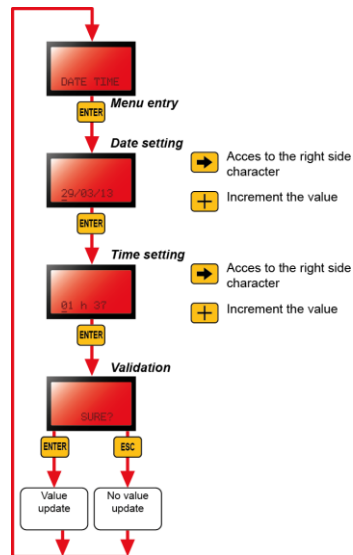 DATE TIME
ENTER
Menu entry
Date setting
29/03/13
Acces to the right side
character
+
Increment the value
ENTER
Time setting
01 h 37
Acces to the right side
character
+
Increment the value
ENTER
Validation
SURE?
ENTER
ESC
Value
update
No value
update